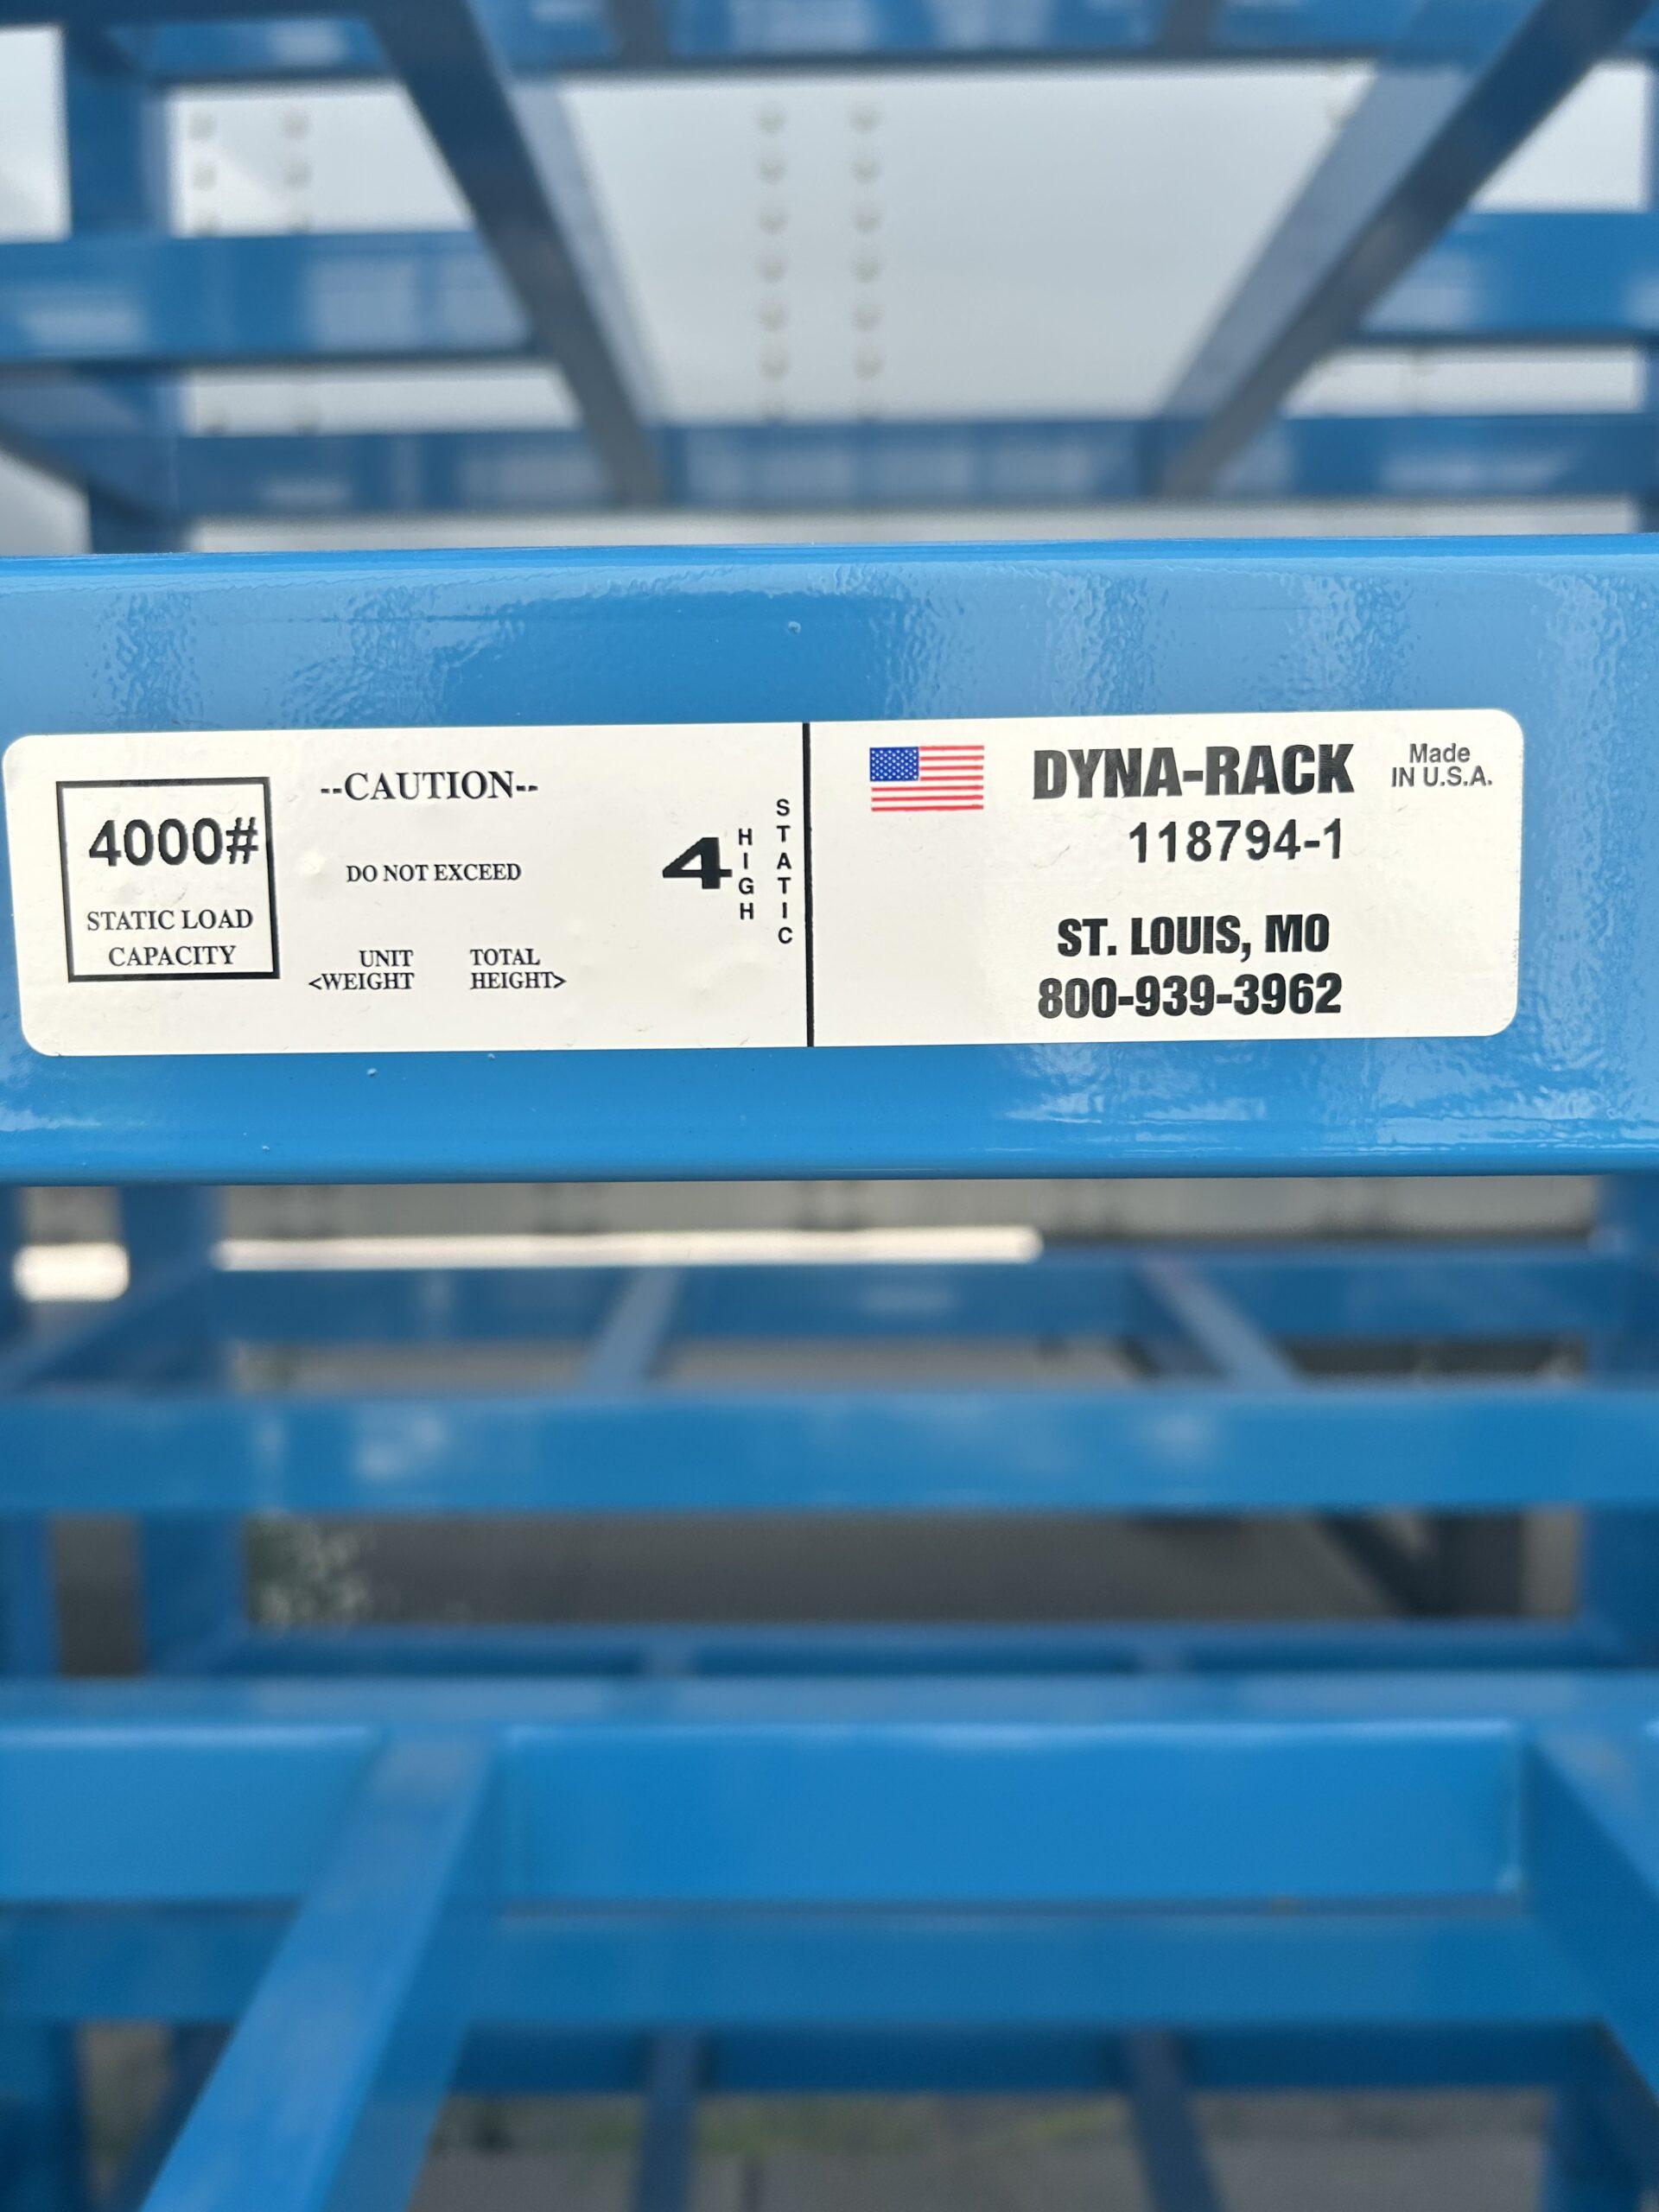 4000#
STATIC LOAD
CAPACITY
--CAUTION--
DO NOT EXCEED
UNIT
<WEIGHT
TOTAL
HEIGHT>
4
HIGH
STATIC
DYNA-RACK
118794-1
ST. LOUIS, MO
800-939-3962
Made
IN U.S.A.